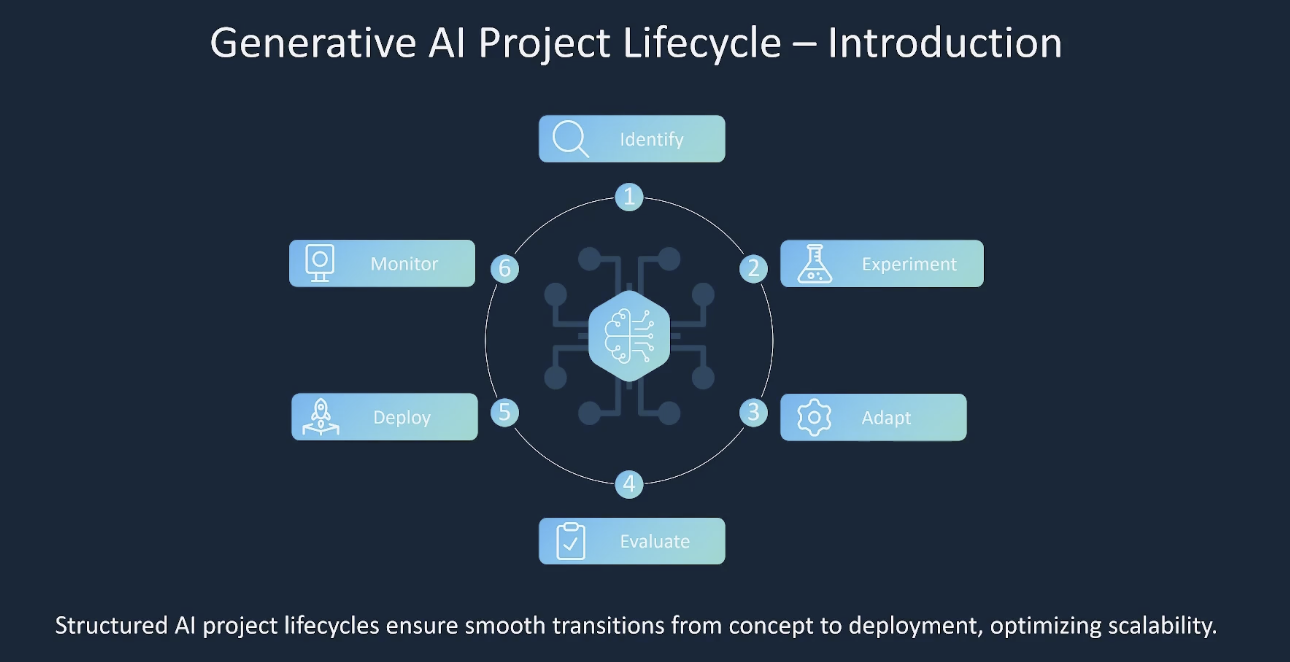 Generative AI Project Lifecycle – Introduction
Identify
1
2
Experiment
3
Adapt
4
Evaluate
5
Deploy
6
Monitor
Structured AI project lifecycles ensure smooth transitions from concept to deployment, optimizing scalability.